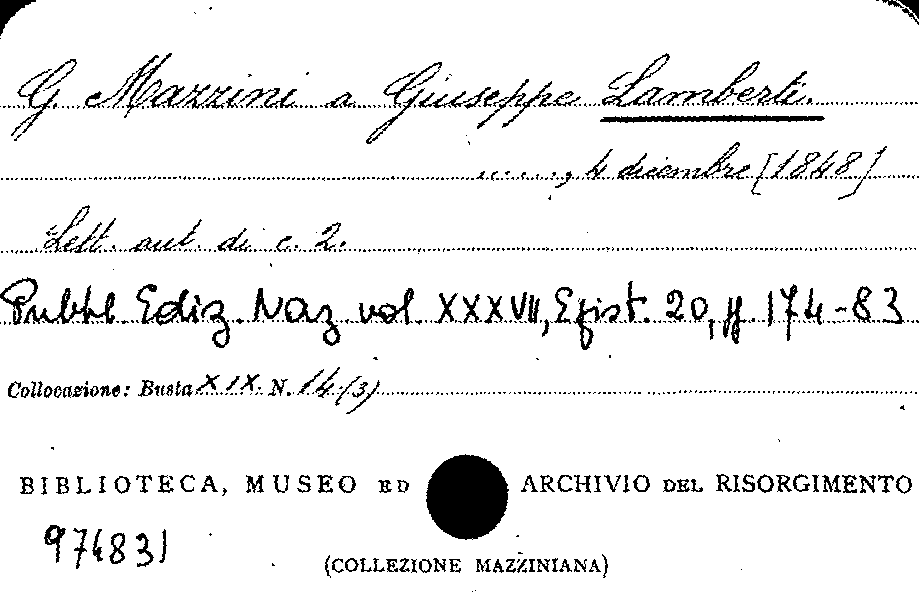 G. Mazzini a Giuseppe Lamberti.
......, 4 dicembre [1848]
Lett. aut. di c. 2.
Pubbl. Ediz. Naz vol. XXXVII, Epist. 20, pp. 174-83
Collocazione: Busta XIX. N. 14 (3)
BIBLIOTECA, MUSEO ED ARCHIVIO DEL RISORGIMENTO
974831
(COLLEZIONE MAZZINIANA)